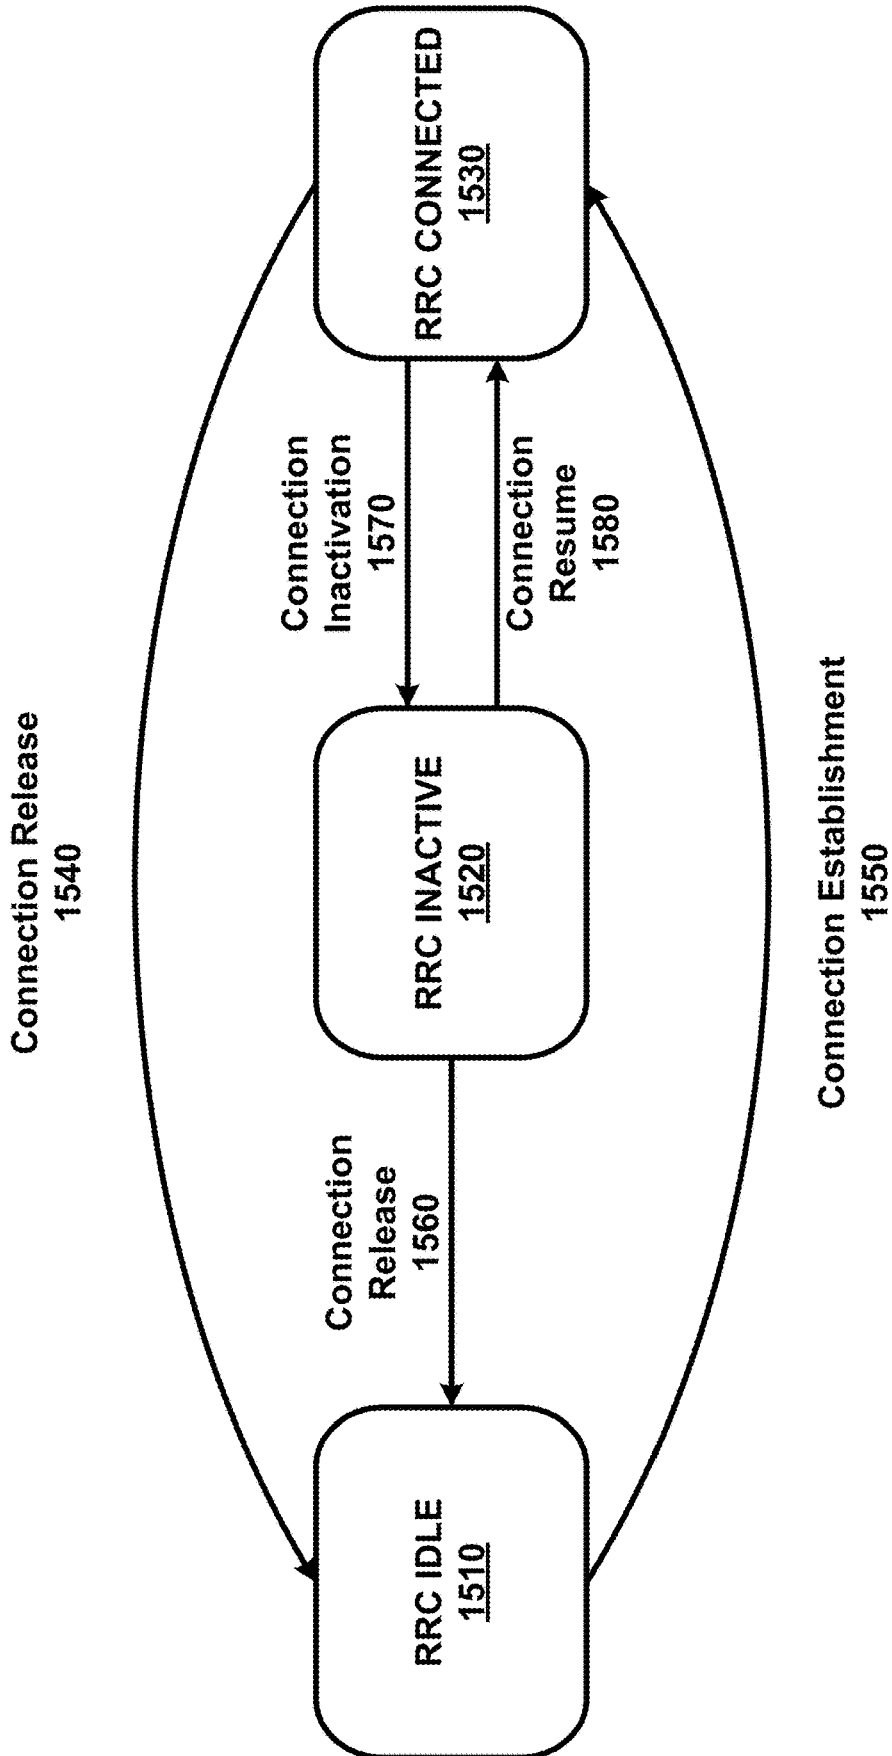 Connection Release
1540
RRC IDLE
1510
Connection
Release
1560
RRC INACTIVE
1520
Connection
Inactivation
1570
Connection
Resume
1580
RRC CONNECTED
1530
Connection Establishment
1550